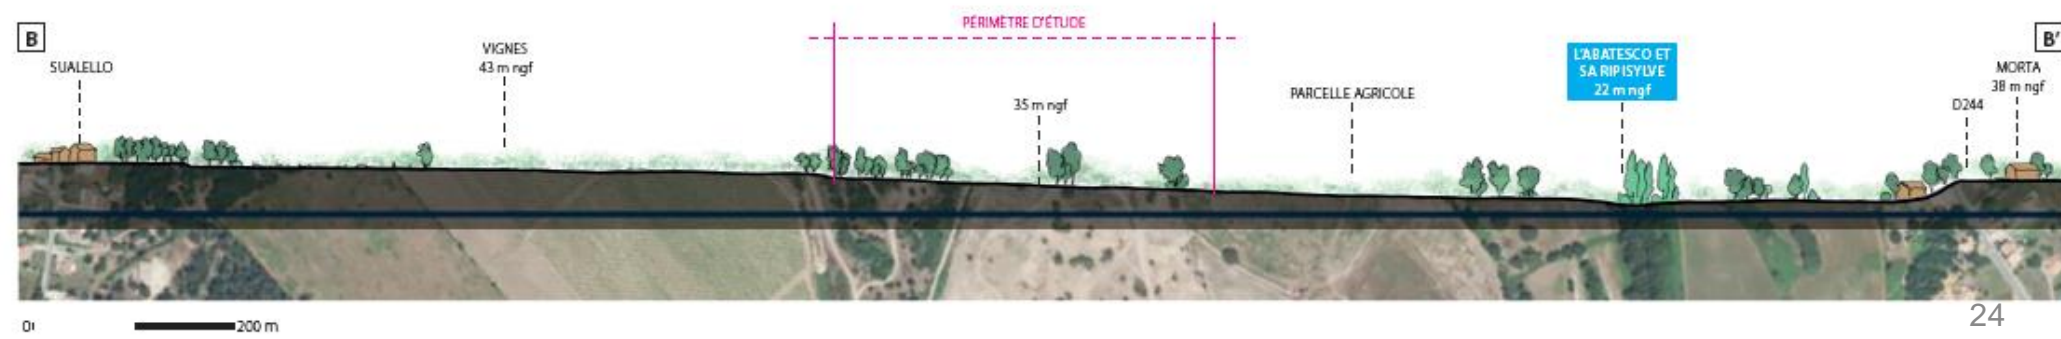 B
SUALELLO
VIGNES
43 m ngf
PÉRIMÈTRE D'ÉTUDE
35 m ngf
PARCELLE AGRICOLE
L'ABATESCO ET
SA RIPISYLVE
22 m ngf
D244
MORTA
38 m ngf
B'
0
200 m
24